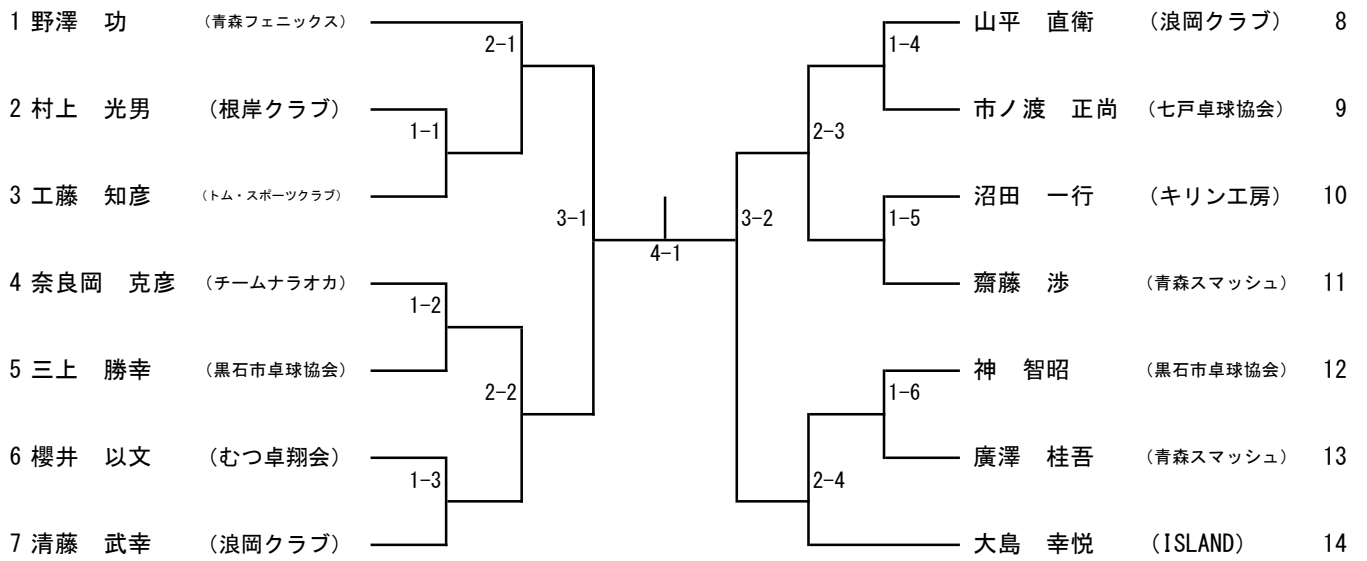 1 野澤　功　（青森フェニックス）
2-1
2 村上　光男　（根岸クラブ）
1-1
3 工藤　知彦　（トム・スポーツクラブ）
3-1
4 奈良岡　克彦　（チームナラオカ）
1-2
5 三上　勝幸　（黒石市卓球協会）
2-2
6 櫻井　以文　（むつ卓翔会）
1-3
7 清藤　武幸　（浪岡クラブ）
4-1
山平　直衛　（浪岡クラブ）　8
1-4
市ノ渡　正尚　（七戸卓球協会）　9
2-3
沼田　一行　（キリン工房）　10
1-5
3-2
齋藤　渉　（青森スマッシュ）　11
神　智昭　（黒石市卓球協会）　12
1-6
廣澤　桂吾　（青森スマッシュ）　13
2-4
大島　幸悦　（ISLAND）　14